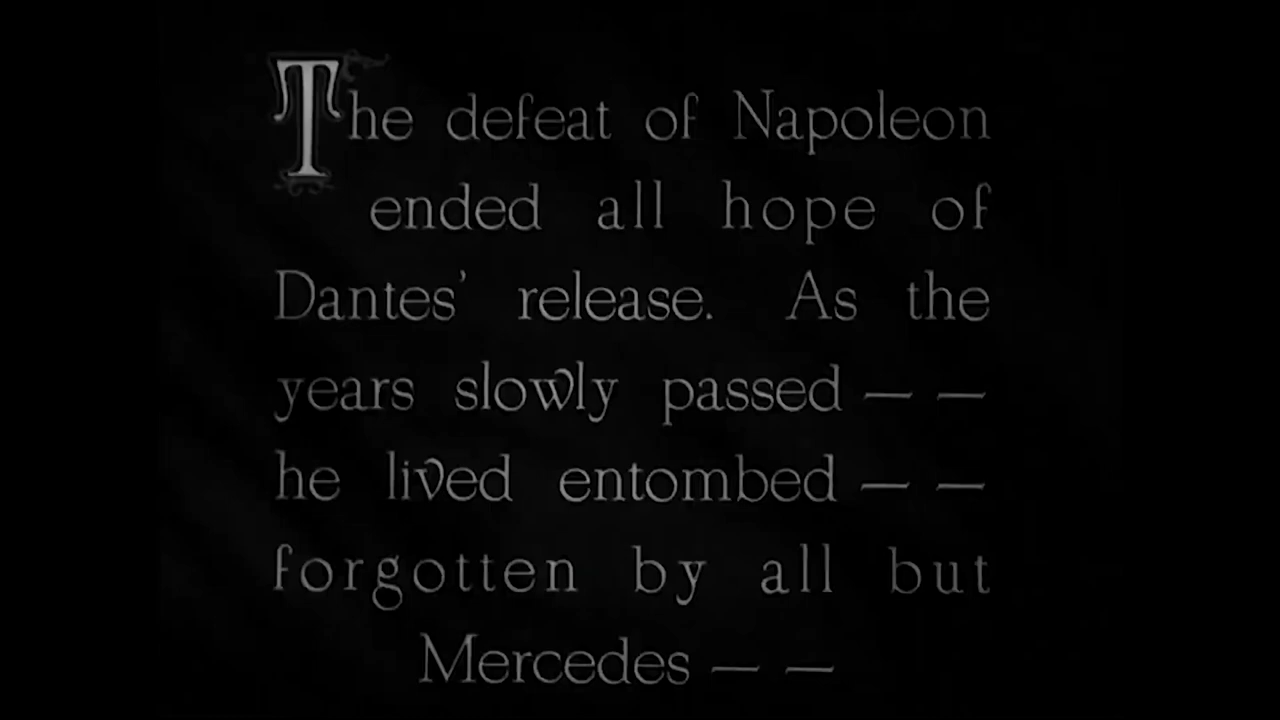 The defeat of Napoleon
ended all hope of
Dantes' release. As the
years slowly passed — —
he lived entombed — —
forgotten by all but
Mercedes — —